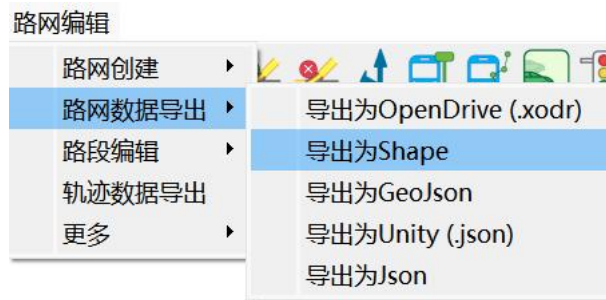 路网编辑
路网创建
路网数据导出
路段编辑
轨迹数据导出
更多
导出为OpenDrive (.xodr)
导出为Shape
导出为GeoJson
导出为Unity (.json)
导出为Json